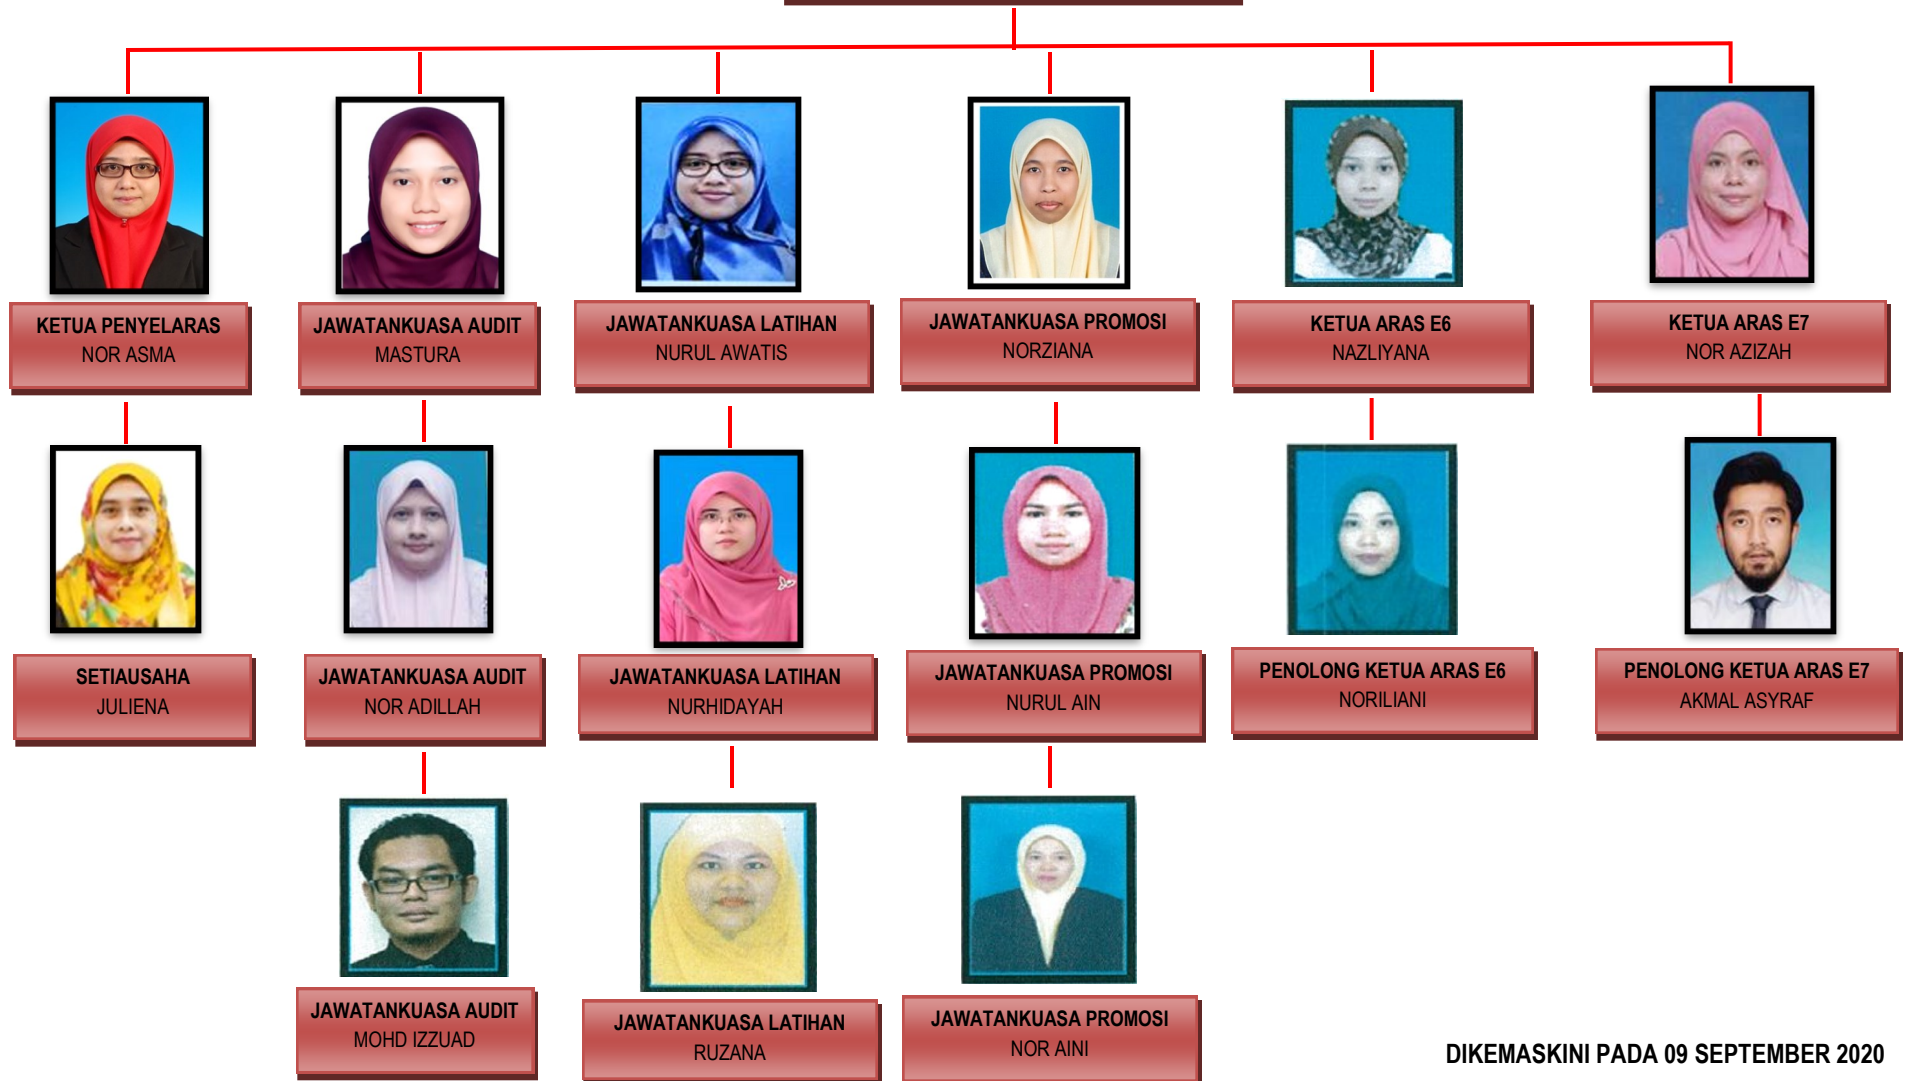 KETUA PENYELARAS
NOR ASMA
JAWATANKUASA AUDIT
MASTURA
JAWATANKUASA LATIHAN
NURUL AWATIS
JAWATANKUASA PROMOSI
NORZIANA
KETUA ARAS E6
NAZLIYANA
KETUA ARAS E7
NOR AZIZAH
SETIAUSAHA
JULIENA
JAWATANKUASA AUDIT
NOR ADILLAH
JAWATANKUASA LATIHAN
NURHIDAYAH
JAWATANKUASA PROMOSI
NURUL AIN
PENOLONG KETUA ARAS E6
NORILIANI
PENOLONG KETUA ARAS E7
AKMAL ASYRAF
JAWATANKUASA AUDIT
MOHD IZZUAD
JAWATANKUASA LATIHAN
RUZANA
JAWATANKUASA PROMOSI
NOR AINI
DIKEMASKINI PADA 09 SEPTEMBER 2020